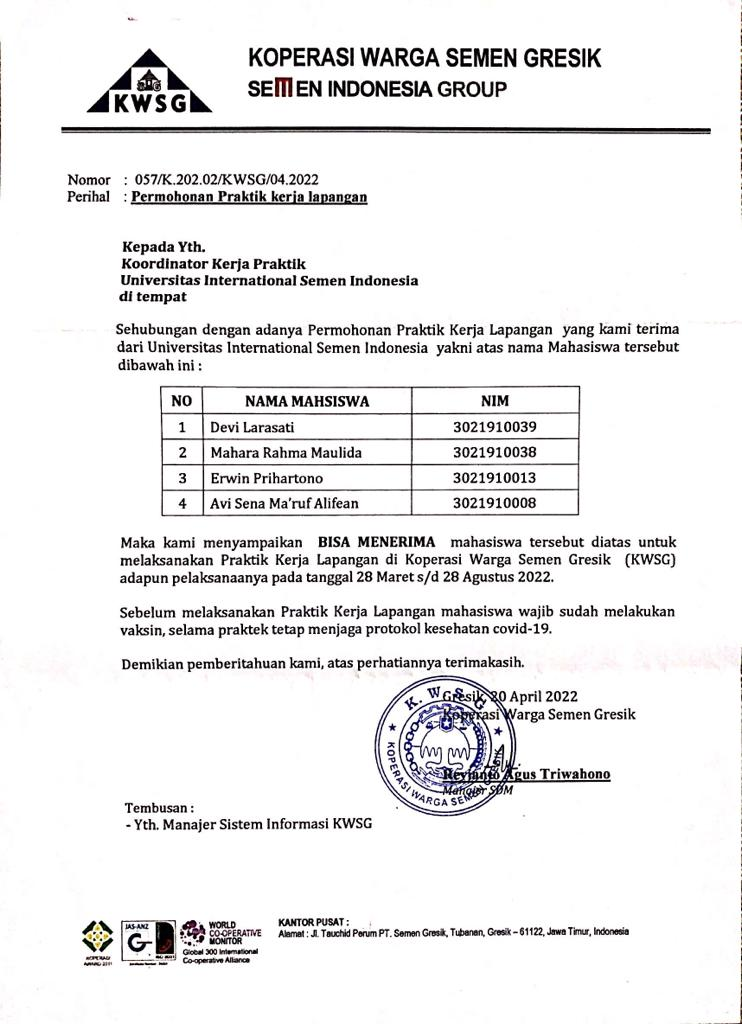 KWSG
KOPERASI WARGA SEMEN GRESIK
SEMEN INDONESIA GROUP
Nomor : 057/K.202.02/KWSG/04.2022
Perihal : Permohonan Praktik kerja lapangan
Kepada Yth.
Koordinator Kerja Praktik
Universitas International Semen Indonesia
di tempat
Sehubungan dengan adanya Permohonan Praktik Kerja Lapangan yang kami terima
dari Universitas International Semen Indonesia yakni atas nama Mahasiswa tersebut
dibawah ini :
NO NAMA MAHSISWA NIM
1 Devi Larasati 3021910039
2 Mahara Rahma Maulida 3021910038
3 Erwin Prihartono 3021910013
4 Avi Sena Ma'ruf Alifean 3021910008
Maka kami menyampaikan BISA MENERIMA mahasiswa tersebut diatas untuk
melaksanakan Praktik Kerja Lapangan di Koperasi Warga Semen Gresik (KWSG)
adapun pelaksanaanya pada tanggal 28 Maret s/d 28 Agustus 2022.
Sebelum melaksanakan Praktik Kerja Lapangan mahasiswa wajib sudah melakukan
vaksin, selama praktek tetap menjaga protokol kesehatan covid-19.
Demikian pemberitahuan kami, atas perhatiannya terimakasih.
Gresik, 20 April 2022
Koperasi Warga Semen Gresik
K. W S G
KOPERASI WARGA SEMEN GRESIK
Reyianto Agus Triwahono
Manajer SDM
Tembusan :
- Yth. Manajer Sistem Informasi KWSG
KOPERASI
AWARD 2011
JAS-ANZ
G
ISO 9001
WORLD
CO-OPERATIVE
MONITOR
Global 300 International
Co-operative Alliance
KANTOR PUSAT :
Alamat : Jl. Tauchid Perum PT. Semen Gresik, Tubanan, Gresik – 61122, Jawa Timur, Indonesia